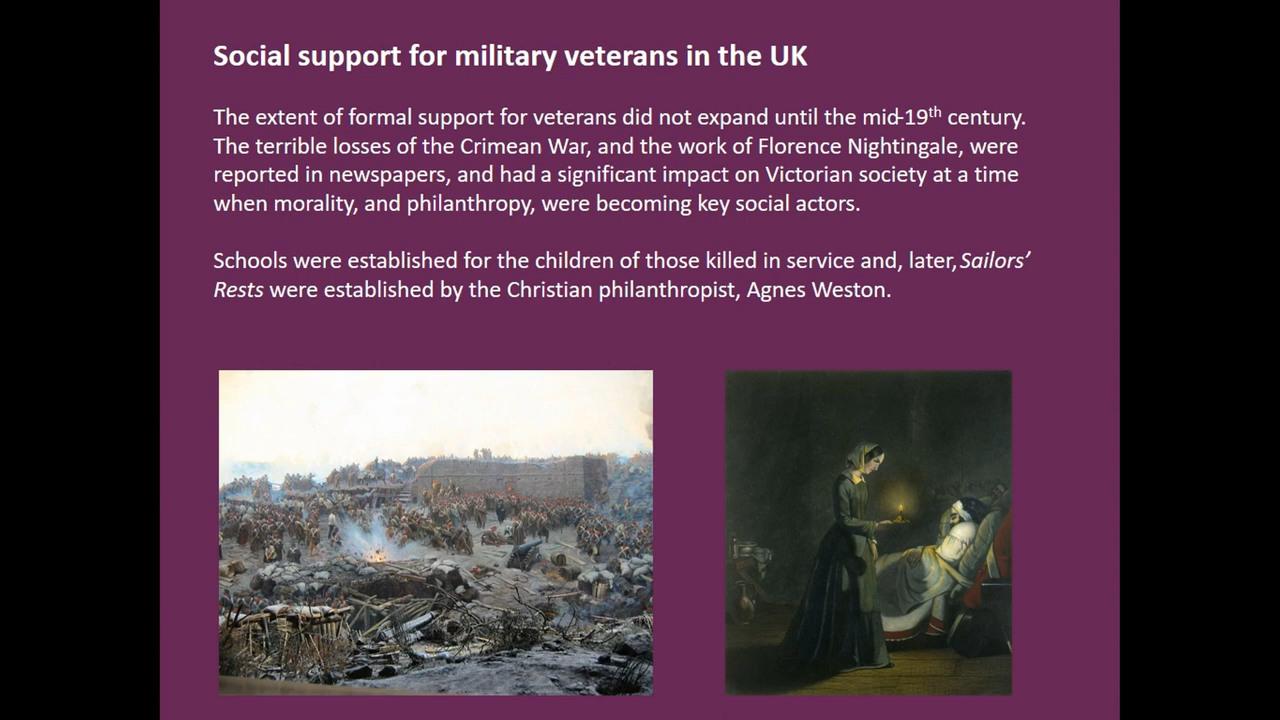 Social support for military veterans in the UK
The extent of formal support for veterans did not expand until the mid-19th century.
The terrible losses of the Crimean War, and the work of Florence Nightingale, were
reported in newspapers, and had a significant impact on Victorian society at a time
when morality, and philanthropy, were becoming key social actors.
Schools were established for the children of those killed in service and, later, Sailors’
Rests were established by the Christian philanthropist, Agnes Weston.